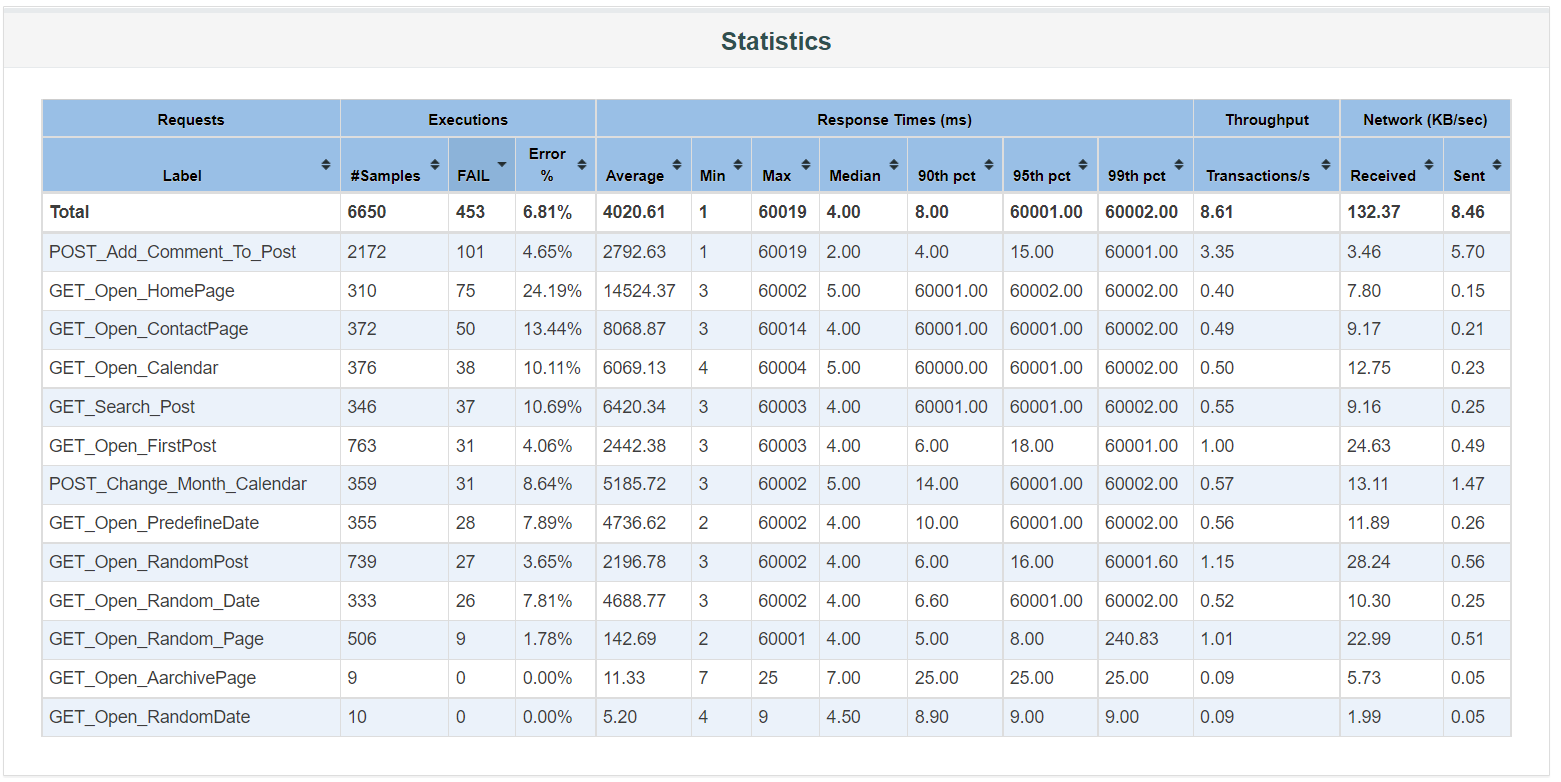 Statistics
Requests Executions Response Times (ms) Throughput Network (KB/sec)
Label #Samples FAIL Error % Average Min Max Median 90th pct 95th pct 99th pct Transactions/s Received Sent
Total 6650 453 6.81% 4020.61 1 60019 4.00 8.00 60001.00 60002.00 8.61 132.37 8.46
POST_Add_Comment_To_Post 2172 101 4.65% 2792.63 1 60019 2.00 4.00 15.00 60001.00 3.35 3.46 5.70
GET_Open_HomePage 310 75 24.19% 14524.37 3 60002 5.00 60001.00 60002.00 60002.00 0.40 7.80 0.15
GET_Open_ContactPage 372 50 13.44% 8068.87 3 60014 4.00 60001.00 60001.00 60002.00 0.49 9.17 0.21
GET_Open_Calendar 376 38 10.11% 6069.13 4 60004 5.00 60000.00 60001.00 60002.00 0.50 12.75 0.23
GET_Search_Post 346 37 10.69% 6420.34 3 60003 4.00 60001.00 60001.00 60002.00 0.55 9.16 0.25
GET_Open_FirstPost 763 31 4.06% 2442.38 3 60003 4.00 6.00 18.00 60001.00 1.00 24.63 0.49
POST_Change_Month_Calendar 359 31 8.64% 5185.72 3 60002 5.00 14.00 60001.00 60002.00 0.57 13.11 1.47
GET_Open_PredefineDate 355 28 7.89% 4736.62 2 60002 4.00 10.00 60001.00 60002.00 0.56 11.89 0.26
GET_Open_RandomPost 739 27 3.65% 2196.78 3 60002 4.00 6.00 16.00 60001.60 1.15 28.24 0.56
GET_Open_Random_Date 333 26 7.81% 4688.77 3 60002 4.00 6.60 60001.00 60002.00 0.52 10.30 0.25
GET_Open_Random_Page 506 9 1.78% 142.69 2 60001 4.00 5.00 8.00 240.83 1.01 22.99 0.51
GET_Open_AarchivePage 9 0 0.00% 11.33 7 25 7.00 25.00 25.00 25.00 0.09 5.73 0.05
GET_Open_RandomDate 10 0 0.00% 5.20 4 9 4.50 8.90 9.00 9.00 0.09 1.99 0.05